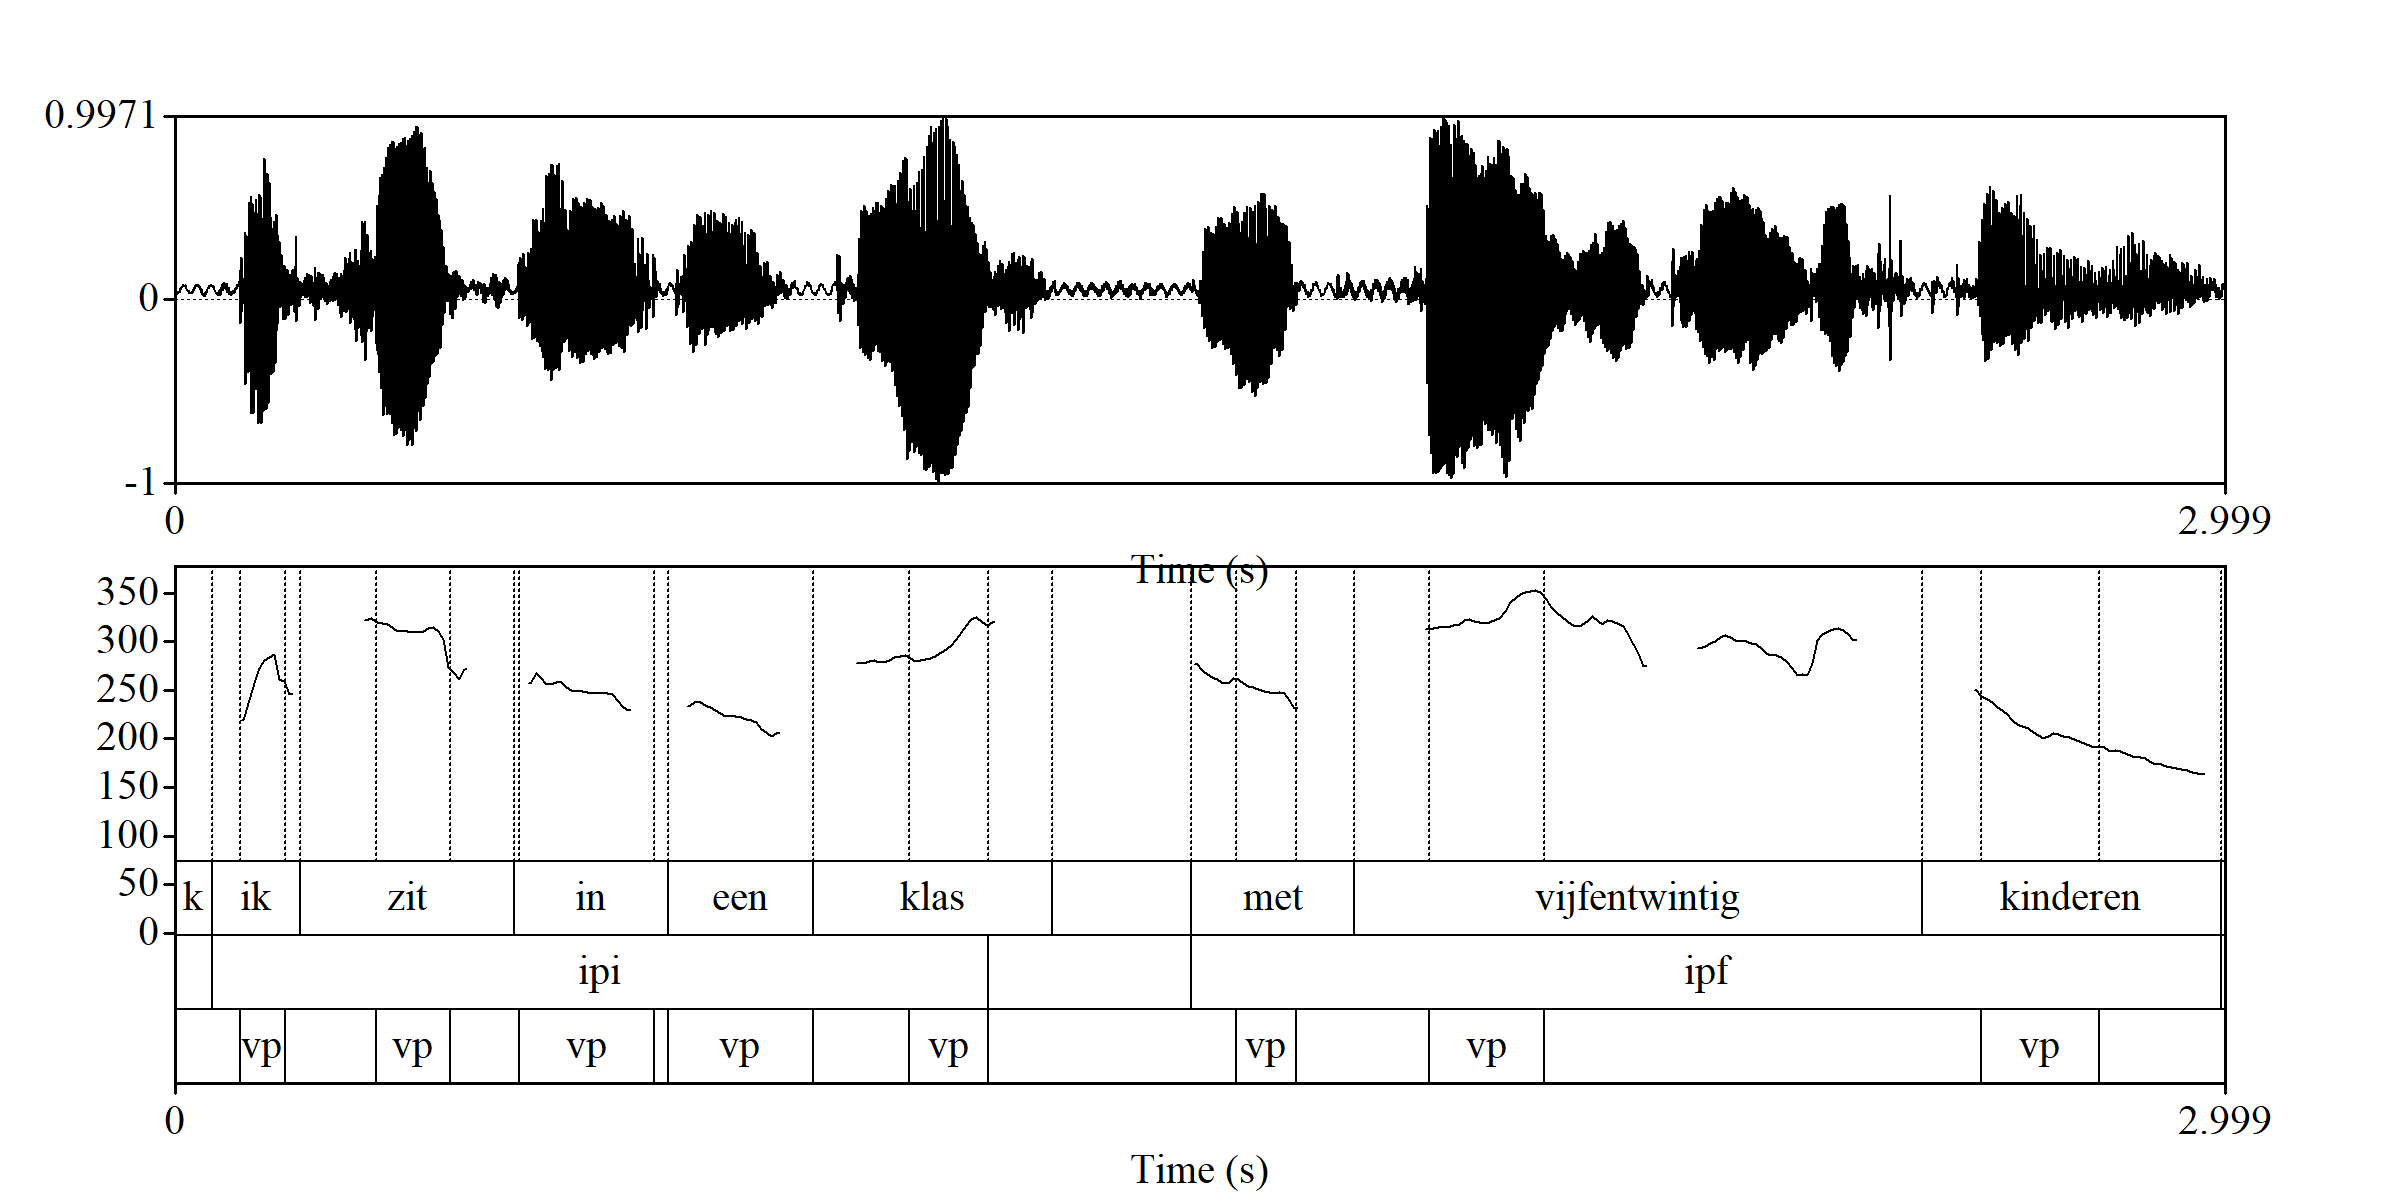 0.9971
0
-1
0 2.999
Time (s)
350
300
250
200
150
100
50
0
k ik zit in een klas met vijfentwintig kinderen
ipi ipf
vp vp vp vp vp vp vp vp
0 2.999
Time (s)